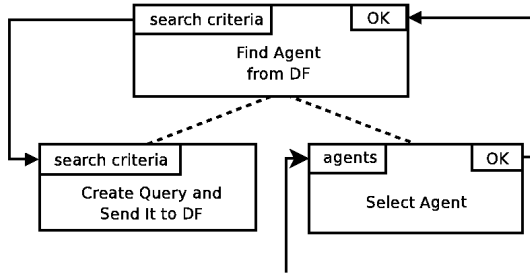 search criteria
OK
Find Agent
from DF
search criteria
Create Query and
Send It to DF
agents
OK
Select Agent